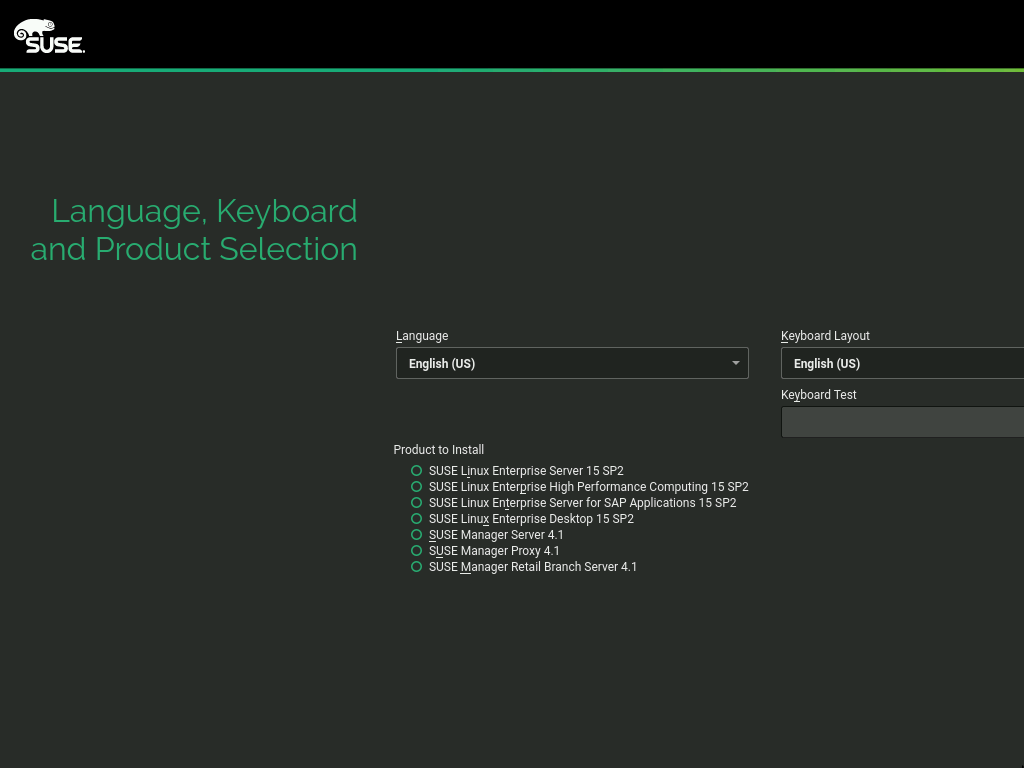 SUSE.
Language, Keyboard
and Product Selection
Language
Keyboard Layout
English (US)
English (US)
Keyboard Test
Product to Install
SUSE Linux Enterprise Server 15 SP2
SUSE Linux Enterprise High Performance Computing 15 SP2
SUSE Linux Enterprise Server for SAP Applications 15 SP2
SUSE Linux Enterprise Desktop 15 SP2
SUSE Manager Server 4.1
SUSE Manager Proxy 4.1
SUSE Manager Retail Branch Server 4.1